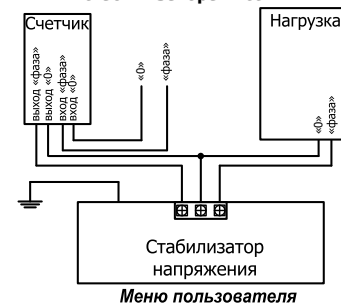 Счетчик
Нагрузка
выход «фаза»
выход «0»
вход «фаза»
вход «0»
«0»
«фаза»
«0»
«фаза»
Стабилизатор
напряжения
Меню пользователя